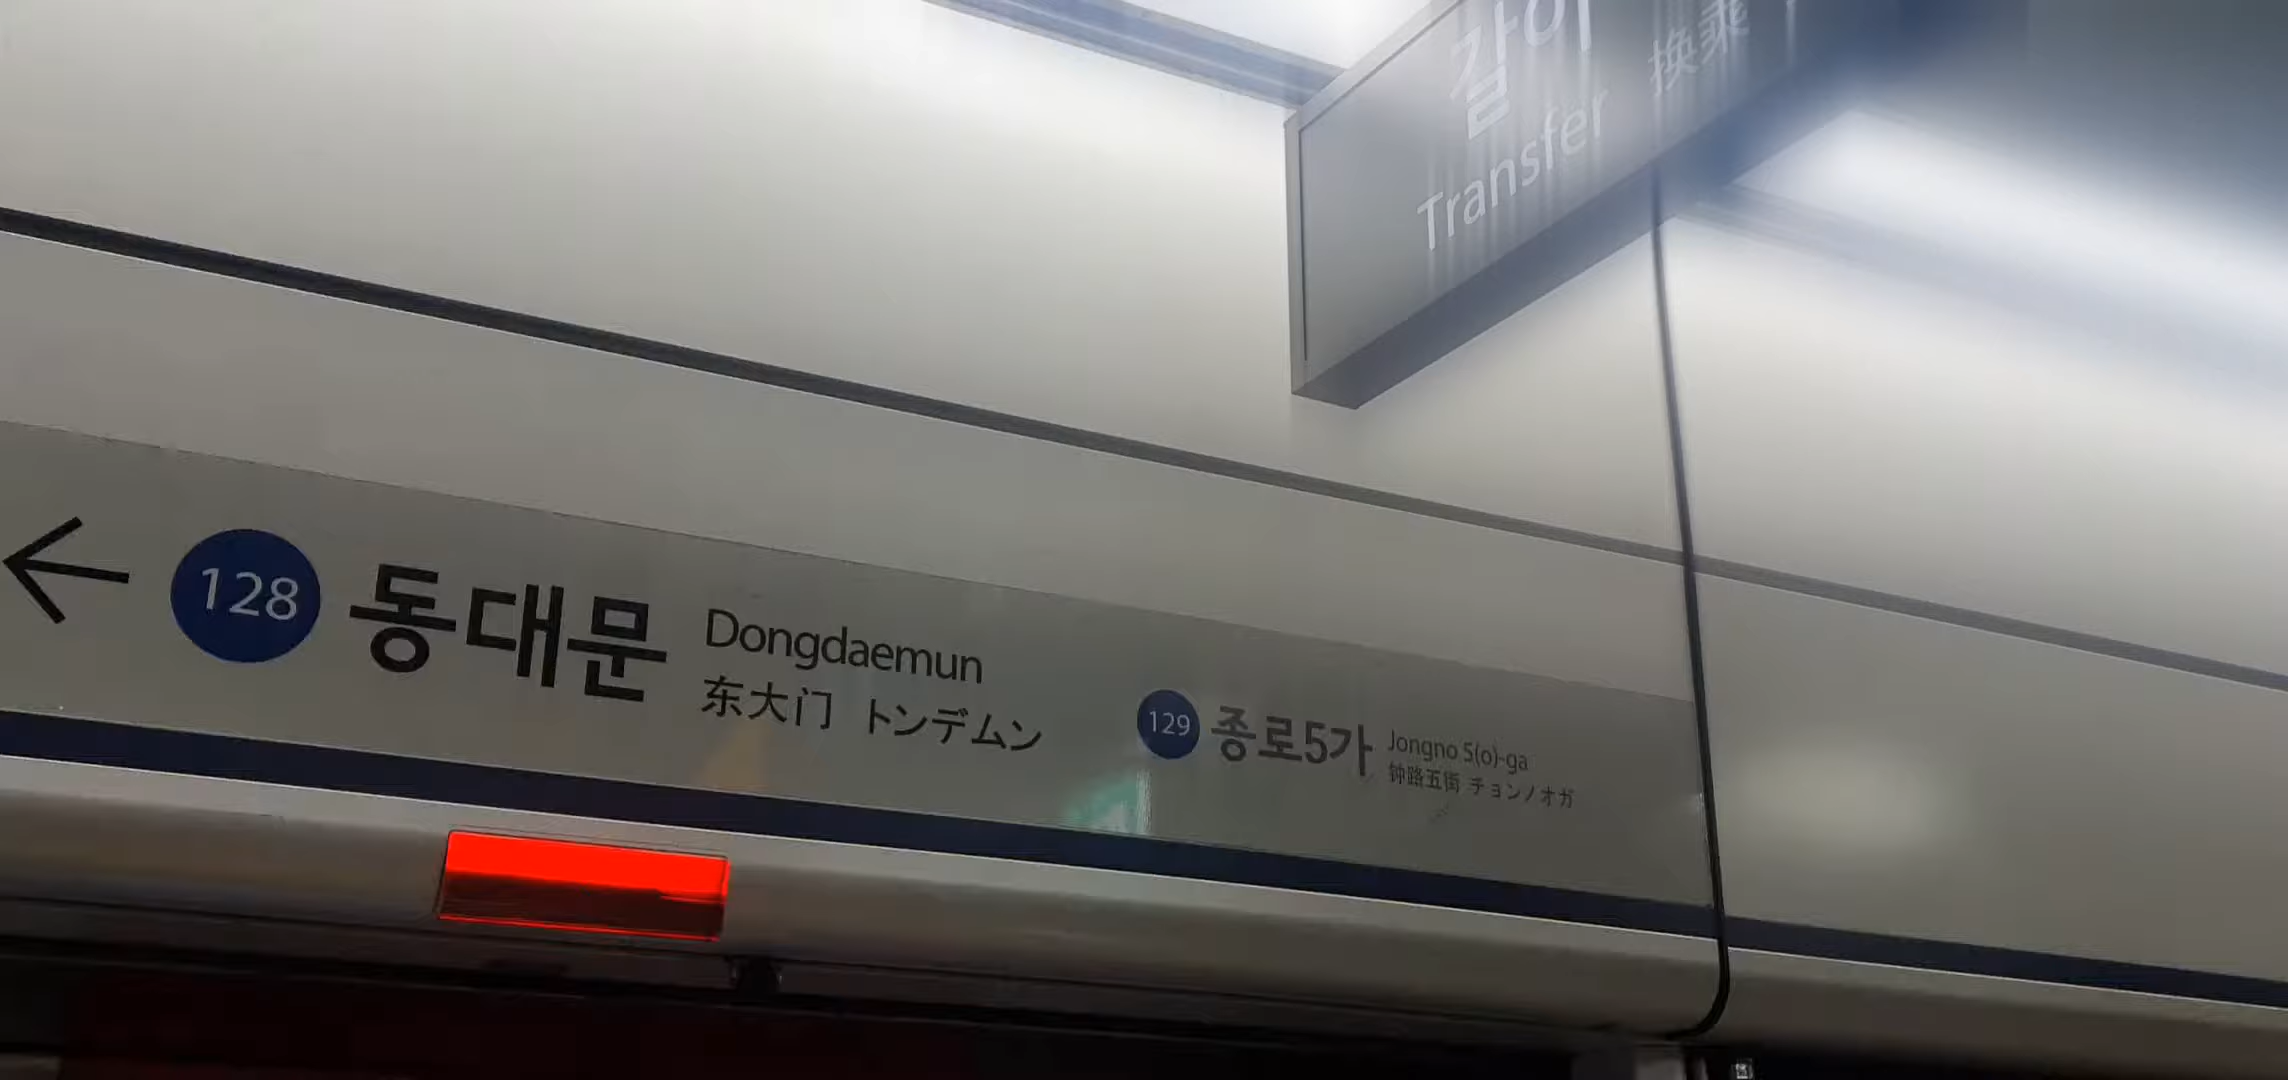 갈아
Transfer 换乘
128 동대문 Dongdaemun
东大门 トンデムン
129 종로5가 Jongno 5(o)-ga
钟路五街 チョンノオガ